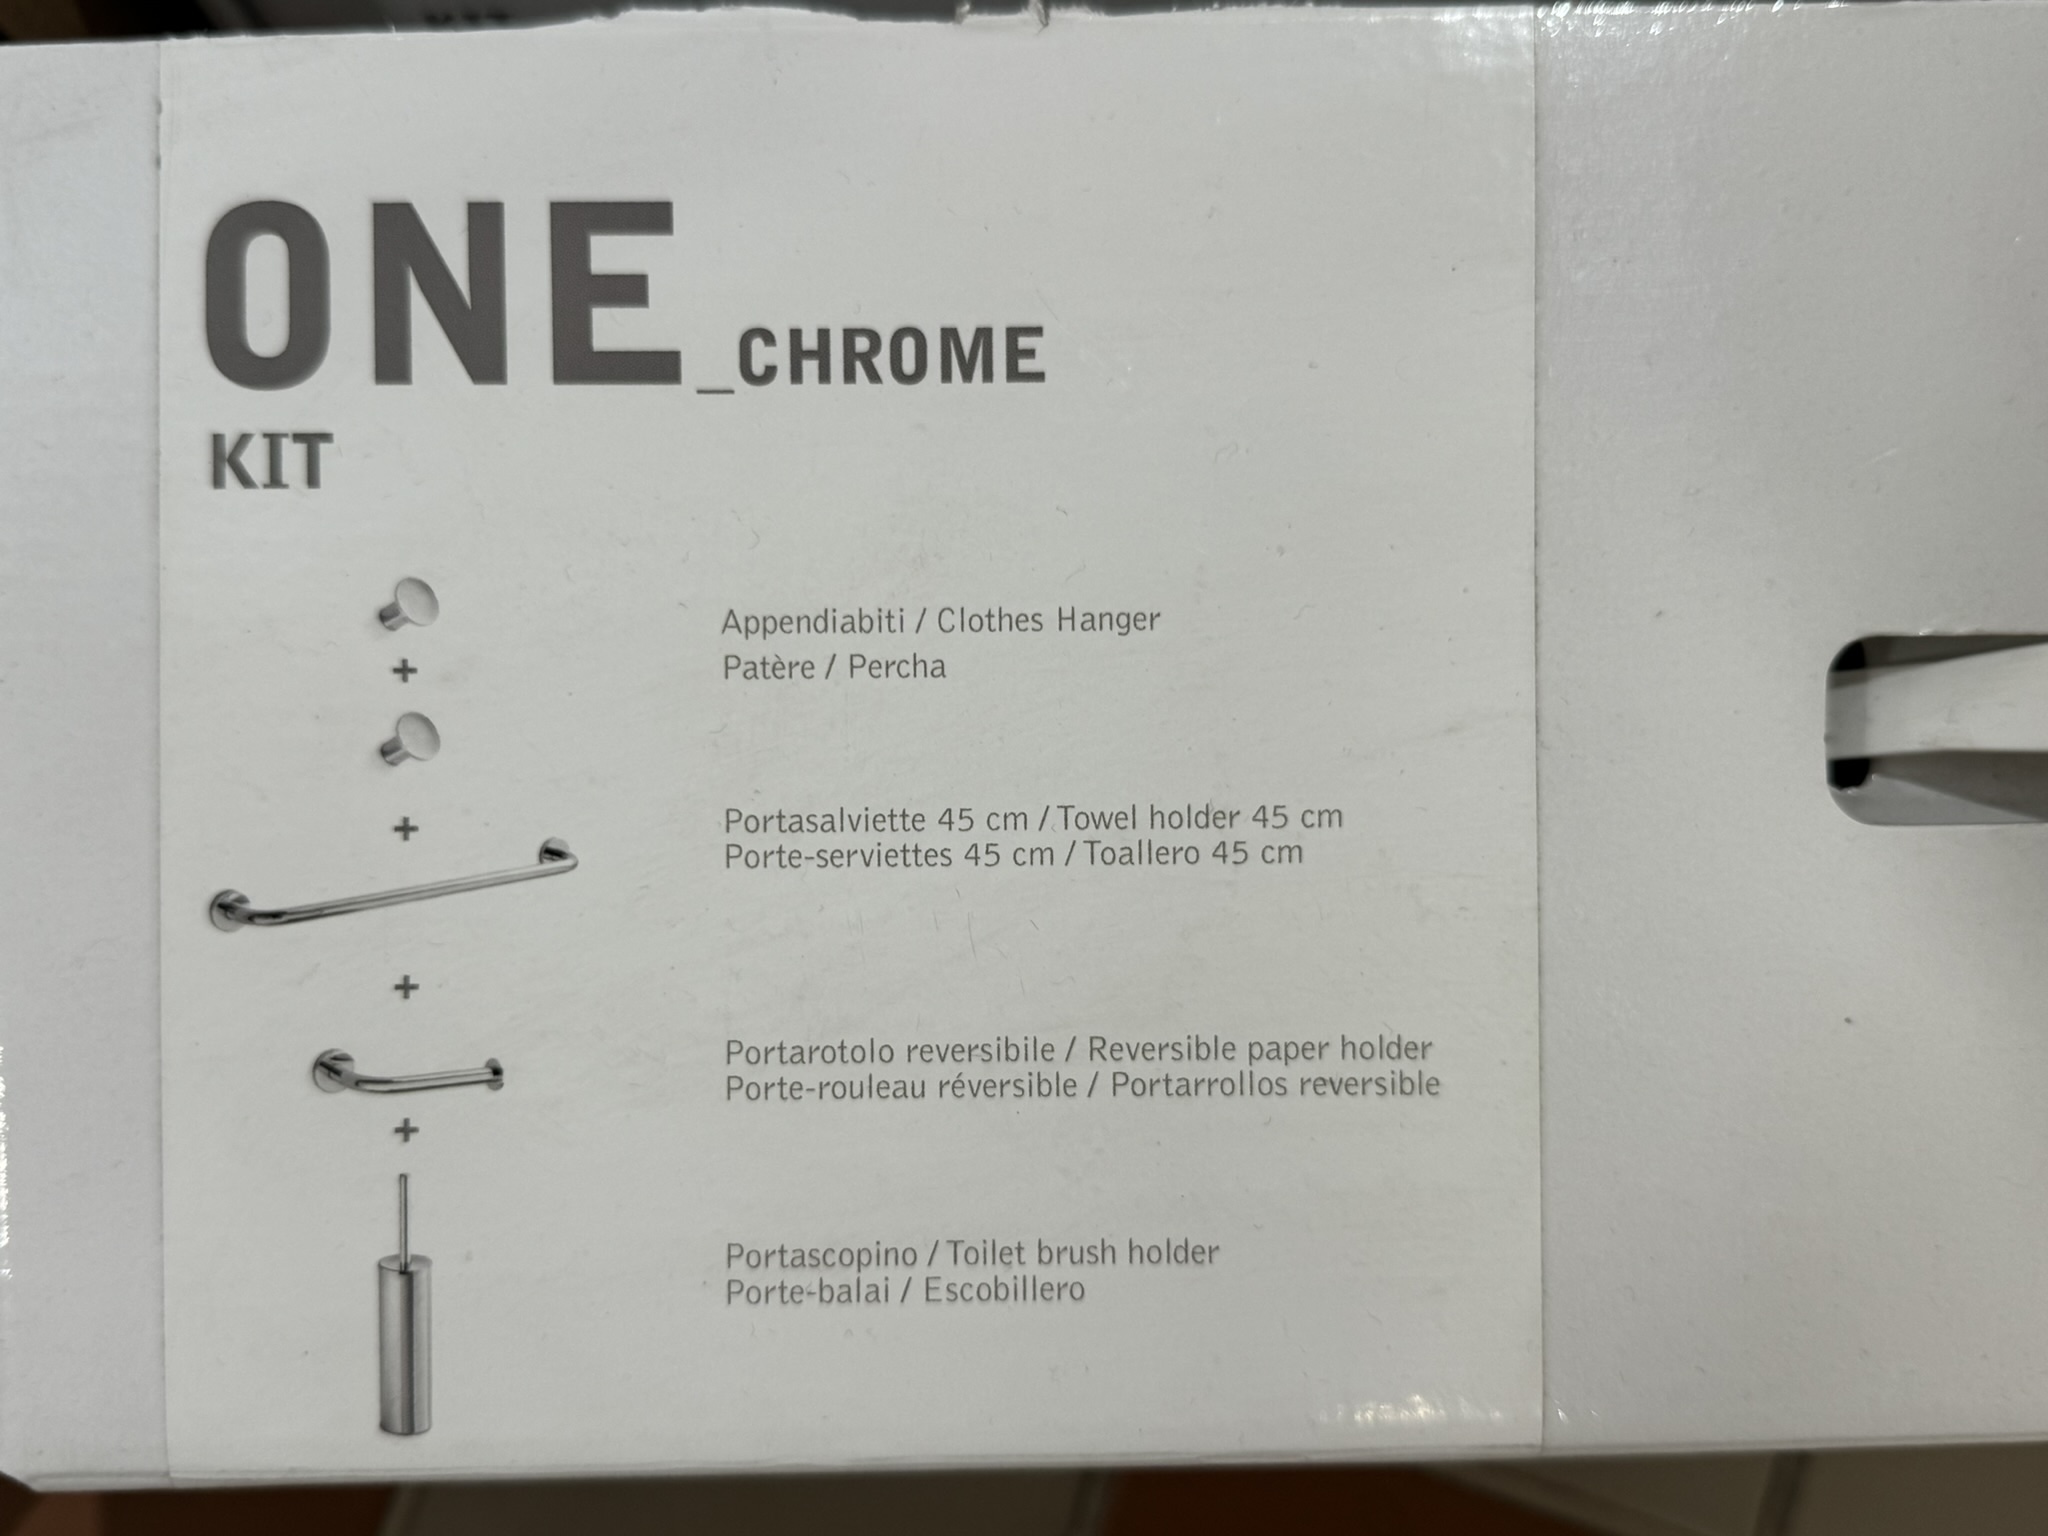 ONE_CHROME
KIT
+
Appendiabiti / Clothes Hanger
Patère / Percha
+
Portasalviette 45 cm / Towel holder 45 cm
Porte-serviettes 45 cm / Toallero 45 cm
+
Portarotolo reversibile / Reversible paper holder
Porte-rouleau réversible / Portarrollos reversible
+
Portascopino / Toilet brush holder
Porte-balai / Escobillero